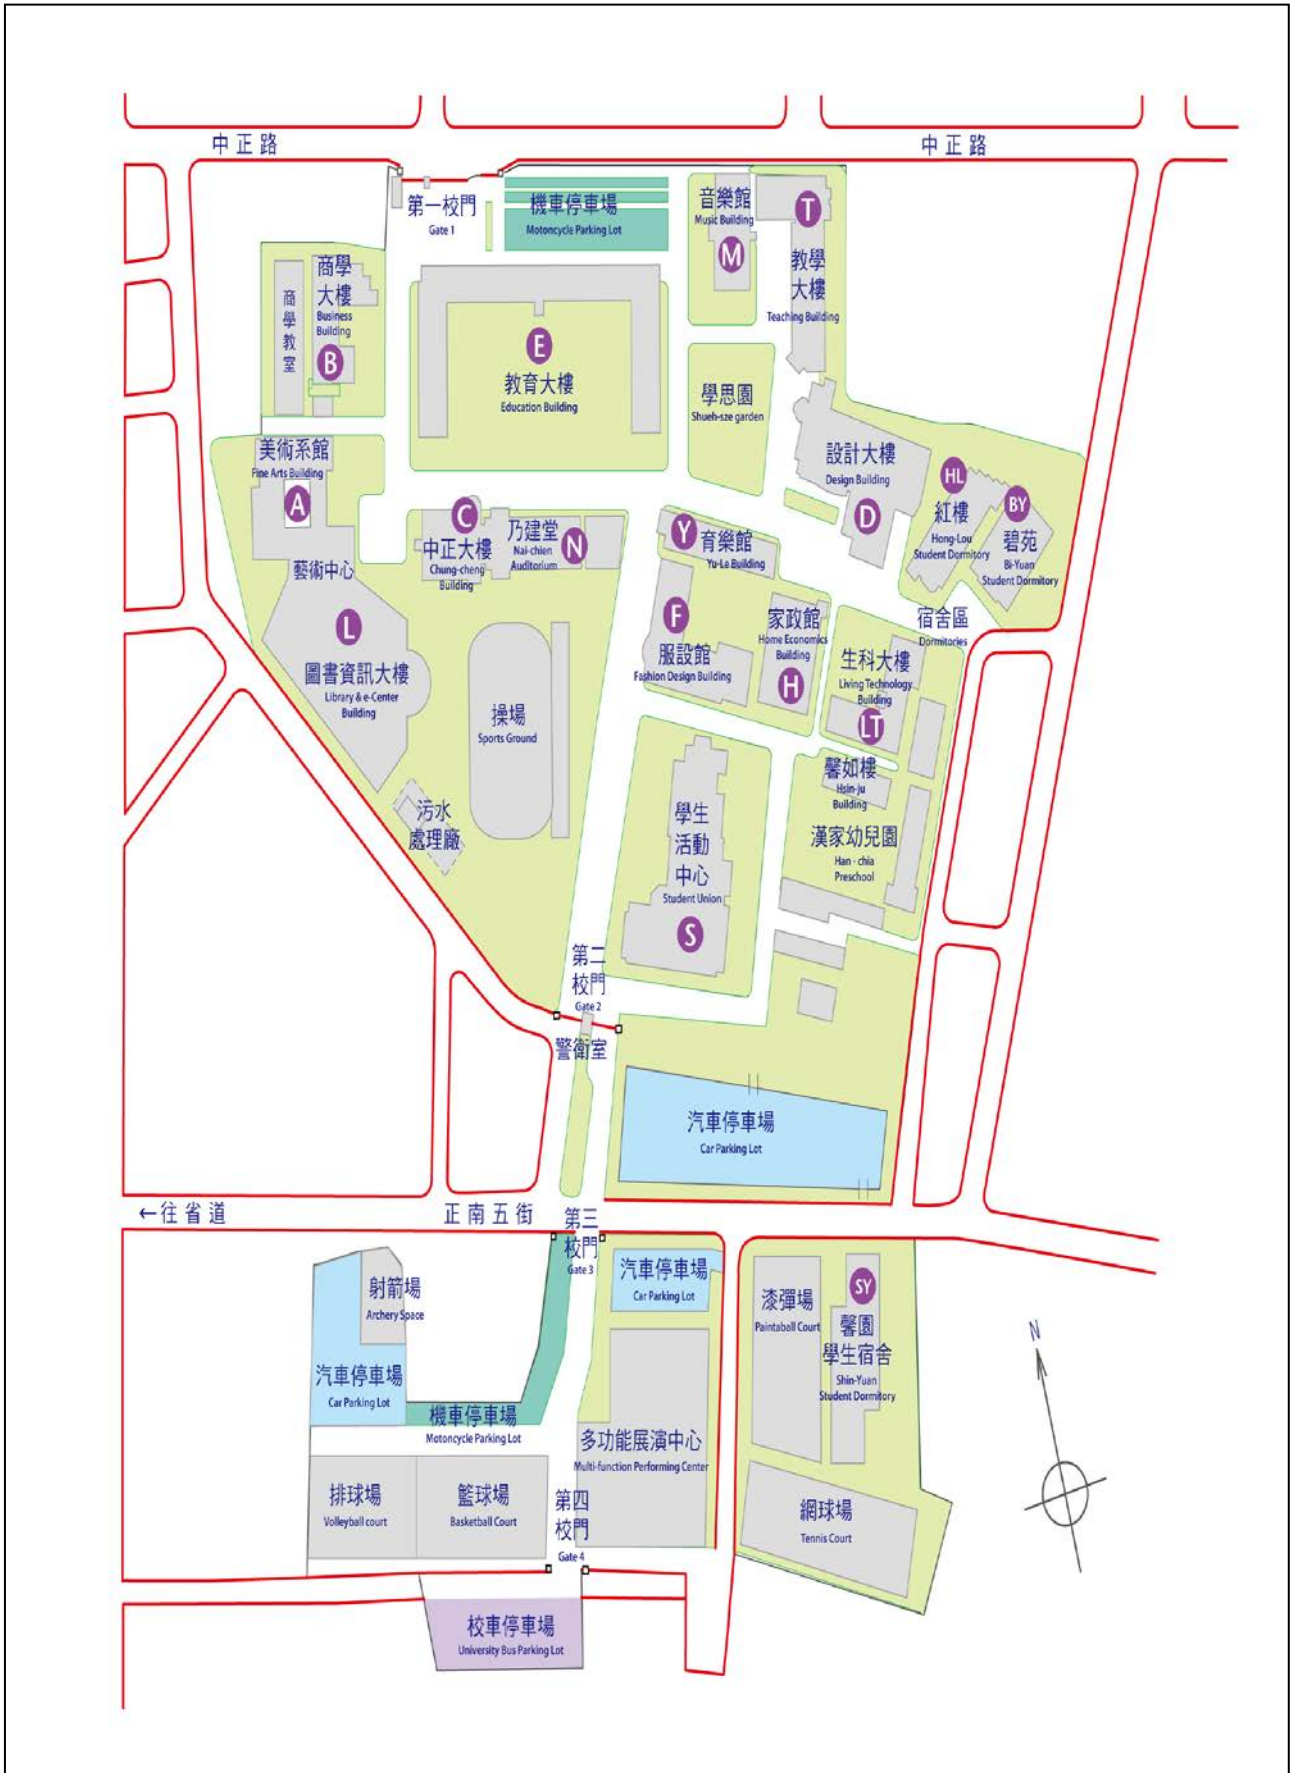 中正路
中正路
第一校門
Gate 1
機車停車場
Motoncycle Parking Lot
音樂館
Music Building
M
T
教學
大樓
Teaching Building
商學
大樓
Business
Building
B
商
學
教
室
E
教育大樓
Education Building
學思園
Shueh-sze garden
美術系館
Fine Arts Building
A
藝術中心
設計大樓
Design Building
D
HL
紅樓
Hong-Lou
Student Dormitory
BY
碧苑
Bi-Yuan
Student Dormitory
C
中正大樓
Chung-cheng
Building
乃建堂
Nai-chien
Auditorium
N
Y
育樂館
Yu-Le Building
L
圖書資訊大樓
Library & e-Center
Building
F
服設館
Fashion Design Building
家政館
Home Economics
Building
H
宿舍區
Dormitories
生科大樓
Living Technology
Building
LT
操場
Sports Ground
馨如樓
Hsin-ju
Building
污水
處理廠
學生
活動
中心
Student Union
S
漢家幼兒園
Han - chia
Preschool
第二
校門
Gate 2
警衛室
汽車停車場
Car Parking Lot
←往省道
正南五街
第三
校門
Gate 3
射箭場
Archery Space
汽車停車場
Car Parking Lot
汽車停車場
Car Parking Lot
漆彈場
Paintaball Court
SY
馨園
學生宿舍
Shin-Yuan
Student Dormitory
N
機車停車場
Motoncycle Parking Lot
多功能展演中心
Multi-function Performing Center
排球場
Volleyball court
籃球場
Basketball Court
第四
校門
Gate 4
網球場
Tennis Court
校車停車場
University Bus Parking Lot